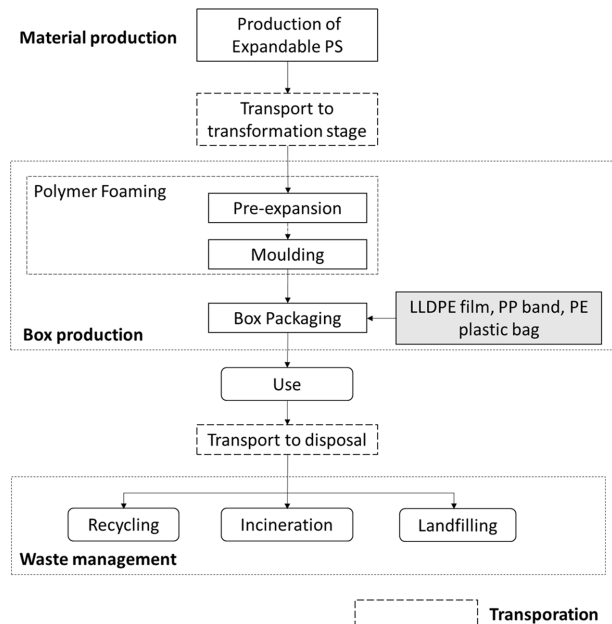 Material production
Production of
Expandable PS
Transport to
transformation stage
Polymer Foaming
Pre-expansion
Moulding
Box Packaging
LLDPE film, PP band, PE
plastic bag
Box production
Use
Transport to disposal
Recycling
Incineration
Landfilling
Waste management
Transporation